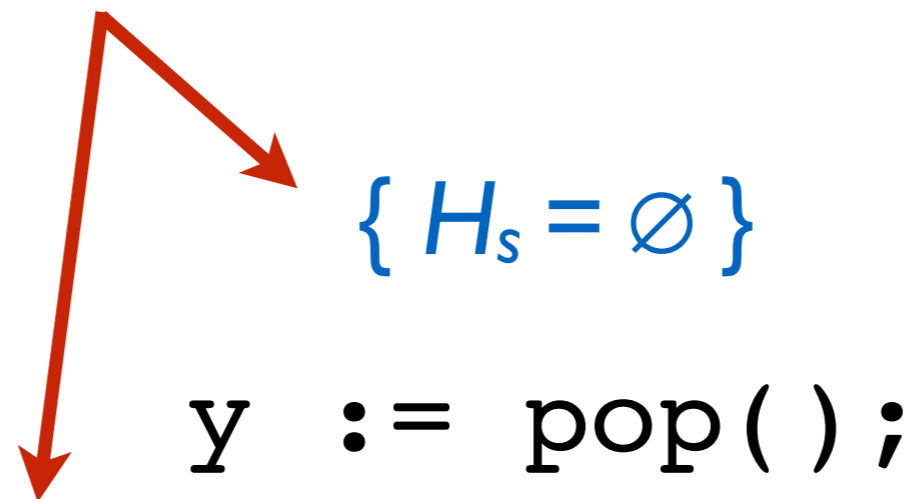 { Hₛ = ∅ }
y := pop();